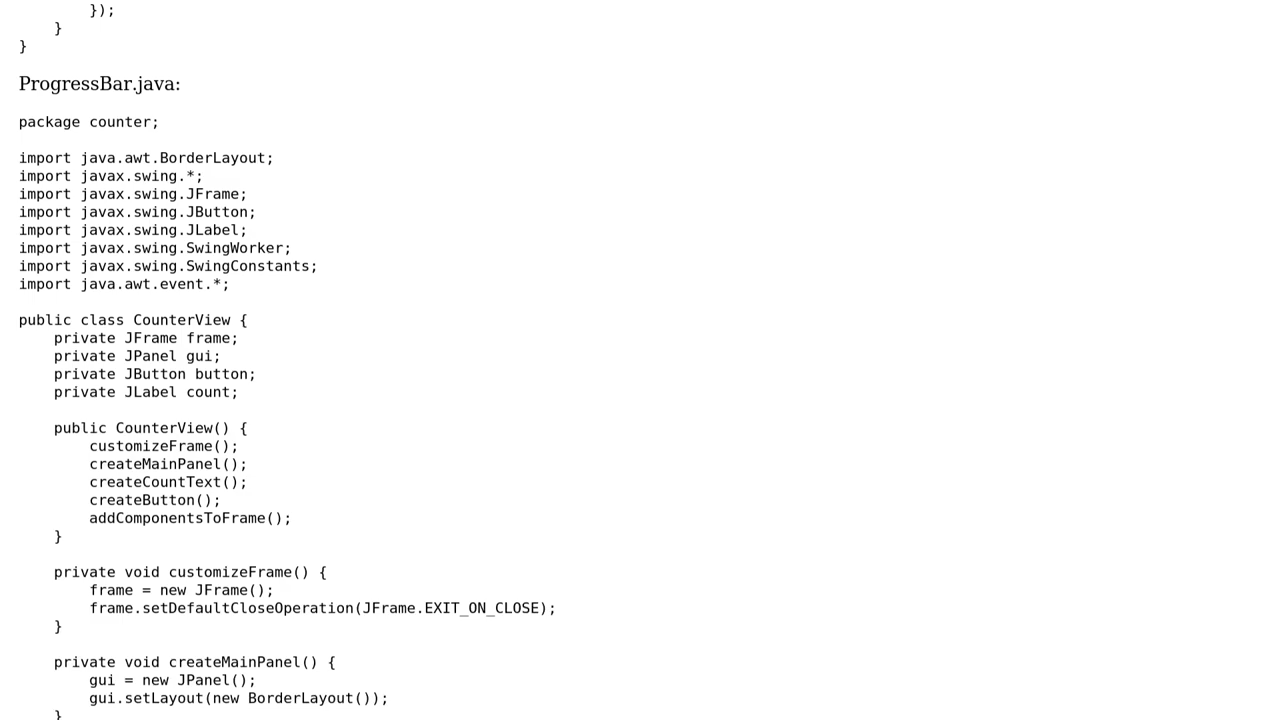 });
    }
}
ProgressBar.java:
package counter;
import java.awt.BorderLayout;
import javax.swing.*;
import javax.swing.JFrame;
import javax.swing.JButton;
import javax.swing.JLabel;
import javax.swing.SwingWorker;
import javax.swing.SwingConstants;
import java.awt.event.*;
public class CounterView {
    private JFrame frame;
    private JPanel gui;
    private JButton button;
    private JLabel count;
    public CounterView() {
        customizeFrame();
        createMainPanel();
        createCountText();
        createButton();
        addComponentsToFrame();
    }
    private void customizeFrame() {
        frame = new JFrame();
        frame.setDefaultCloseOperation(JFrame.EXIT_ON_CLOSE);
    }
    private void createMainPanel() {
        gui = new JPanel();
        gui.setLayout(new BorderLayout());
    }